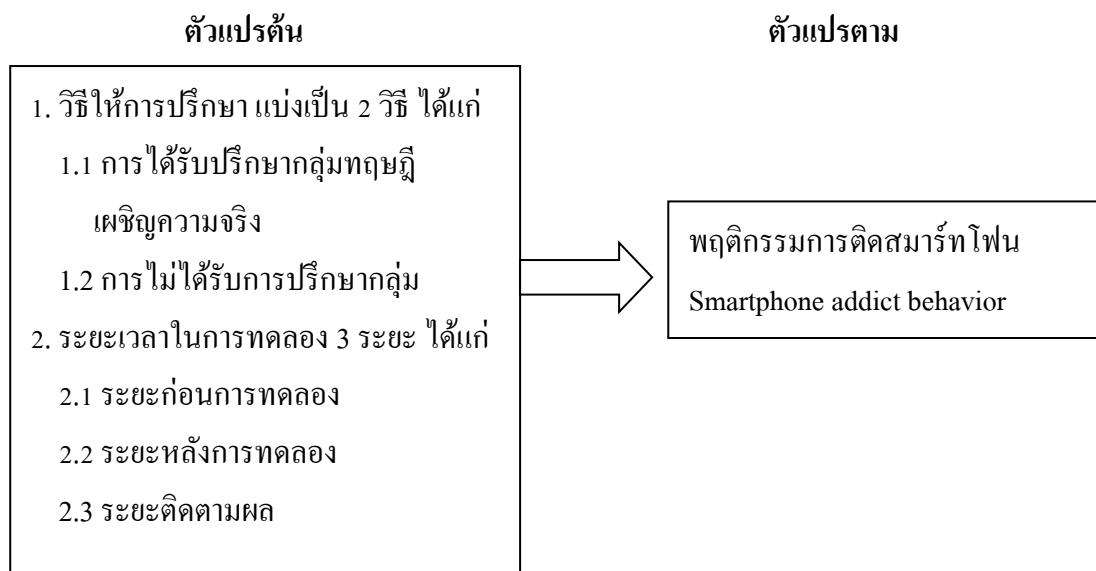 ตัวแปรต้น
ตัวแปรตาม
1. วิธีให้การปรึกษา แบ่งเป็น 2 วิธี ได้แก่
1.1 การได้รับปรึกษากลุ่มทฤษฎี
เผชิญความจริง
1.2 การไม่ได้รับการปรึกษากลุ่ม
2. ระยะเวลาในการทดลอง 3 ระยะ ได้แก่
2.1 ระยะก่อนการทดลอง
2.2 ระยะหลังการทดลอง
2.3 ระยะติดตามผล
พฤติกรรมการติดสมาร์ทโฟน
Smartphone addict behavior